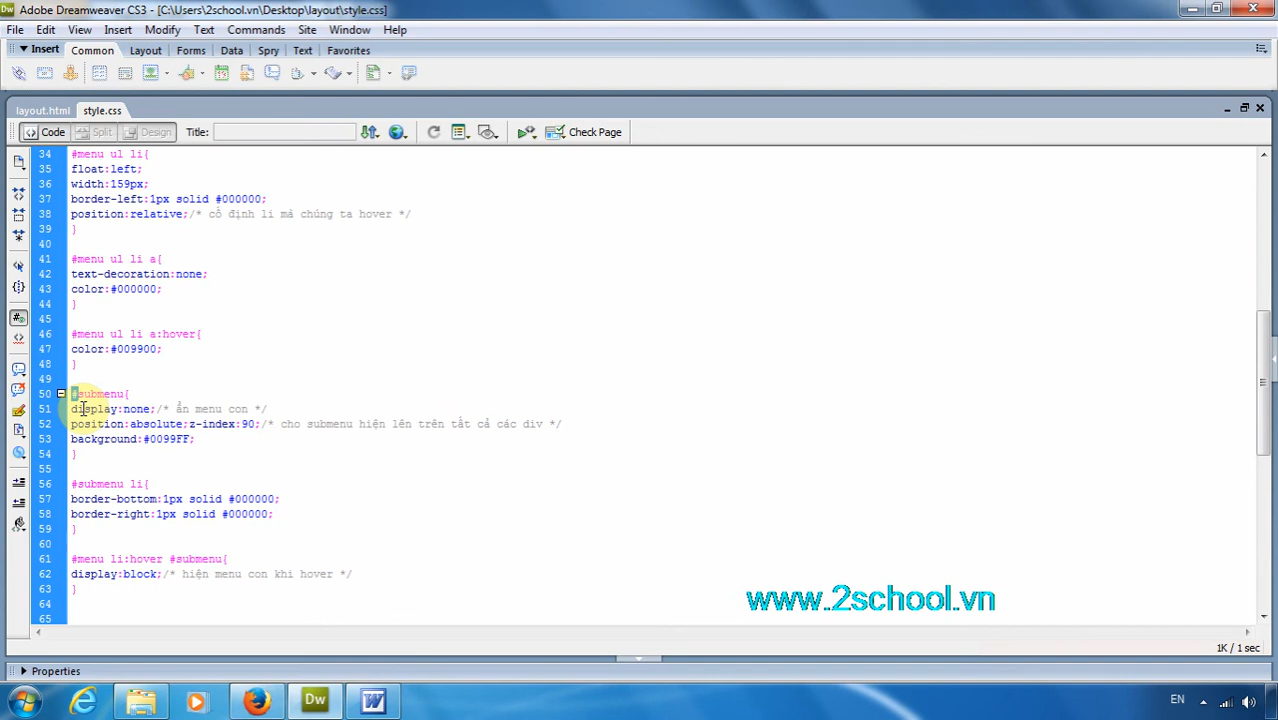 Adobe Dreamweaver CS3 - [C:\Users\2school.vn\Desktop\layout\style.css]
File Edit View Insert Modify Text Commands Site Window Help
Insert Common Layout Forms Data Spry Text Favorites
layout.html style.css
Code Split Design Title: Check Page
34 #menu ul li{
35 float:left;
36 width:159px;
37 border-left:1px solid #000000;
38 position:relative;/* cố định li mà chúng ta hover */
39 }
40
41 #menu ul li a{
42 text-decoration:none;
43 color:#000000;
44 }
45
46 #menu ul li a:hover{
47 color:#009900;
48 }
49
50 #submenu{
51 display:none;/* ẩn menu con */
52 position:absolute;z-index:90;/* cho submenu hiện lên trên tất cả các div */
53 background:#0099FF;
54 }
55
56 #submenu li{
57 border-bottom:1px solid #000000;
58 border-right:1px solid #000000;
59 }
60
61 #menu li:hover #submenu{
62 display:block;/* hiện menu con khi hover */
63 }
64
65
www.2school.vn
1K / 1 sec
Properties
Dw W EN